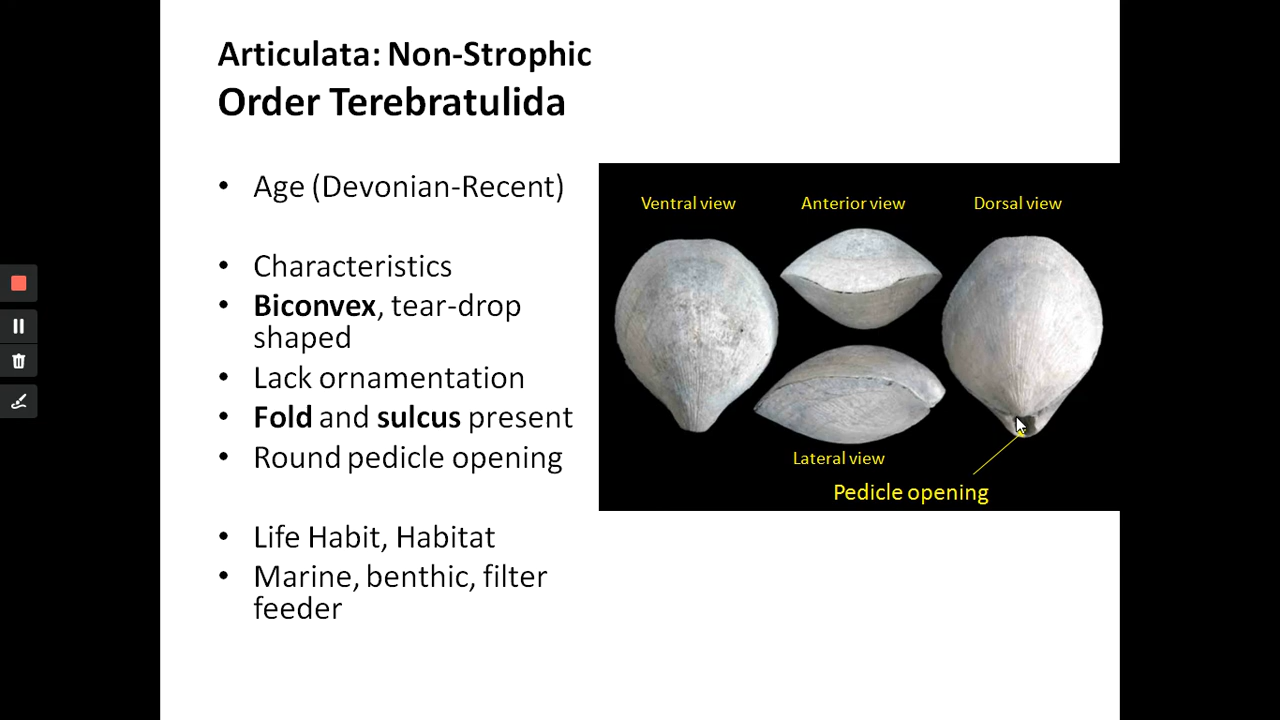 Articulata: Non-Strophic
Order Terebratulida
• Age (Devonian-Recent)
• Characteristics
• Biconvex, tear-drop
shaped
• Lack ornamentation
• Fold and sulcus present
• Round pedicle opening
• Life Habit, Habitat
• Marine, benthic, filter
feeder
Ventral view
Anterior view
Dorsal view
Lateral view
Pedicle opening